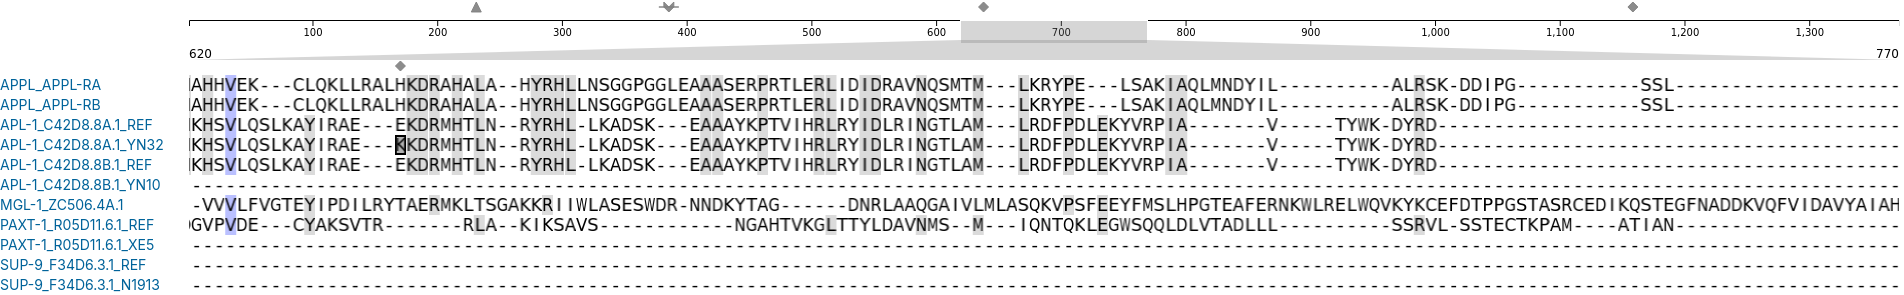 100 200 300 400 500 600 700 800 900 1,000 1,100 1,200 1,300
620 770
APPL_APPL-RA AHHVEK---CLQKLLRALHKDRAHALA--HYRHLLNSGGPGGLEAAASERPRTLERLIDIDRAVNQSMTM---LKRYPE---LSAKIAQLMNDYIL----------ALRSK-DDIPG-----------SSL-------------------
APPL_APPL-RB AHHVEK---CLQKLLRALHKDRAHALA--HYRHLLNSGGPGGLEAAASERPRTLERLIDIDRAVNQSMTM---LKRYPE---LSAKIAQLMNDYIL----------ALRSK-DDIPG-----------SSL-------------------
APL-1_C42D8.8A.1_REF KHSVLQSLKAYIRAE---EKDRMHTLN--RYRHL-LKADSK---EAAAYKPTVIHRLRYIDLRINGTLAM---LRDFPDLEKYVRPIA-------V-----TYWK-DYRD----------------------------------------
APL-1_C42D8.8A.1_YN32 KHSVLQSLKAYIRAE---KKDRMHTLN--RYRHL-LKADSK---EAAAYKPTVIHRLRYIDLRINGTLAM---LRDFPDLEKYVRPIA-------V-----TYWK-DYRD----------------------------------------
APL-1_C42D8.8B.1_REF KHSVLQSLKAYIRAE---EKDRMHTLN--RYRHL-LKADSK---EAAAYKPTVIHRLRYIDLRINGTLAM---LRDFPDLEKYVRPIA-------V-----TYWK-DYRD----------------------------------------
APL-1_C42D8.8B.1_YN10 ------------------------------------------------------------------------------------------------------------------------------------------------------
MGL-1_ZC506.4A.1 -VVVLFVGTEYIPDILRYTAERMKLTSGAKKRIIWLASESWDR-NNDKYTAG------DNRLAAQGAIVLMLASQKVPSFEEYFMSLHPGTEAFERNKWLRELWQVKYKCEFDTPPGSTASRCEDIKQSTEGFNADDKVQFVIDAVYAIAH
PAXT-1_R05D11.6.1_REF GVPVDE---CYAKSVTR-------RLA--KIKSAVS------------NGAHTVKGLTTYLDAVNMS--M---IQNTQKLEGWSQQLDLVTADLLL----------SSRVL-SSTECTKPAM----ATIAN-------------------
PAXT-1_R05D11.6.1_XE5 ------------------------------------------------------------------------------------------------------------------------------------------------------
SUP-9_F34D6.3.1_REF ------------------------------------------------------------------------------------------------------------------------------------------------------
SUP-9_F34D6.3.1_N1913 ------------------------------------------------------------------------------------------------------------------------------------------------------